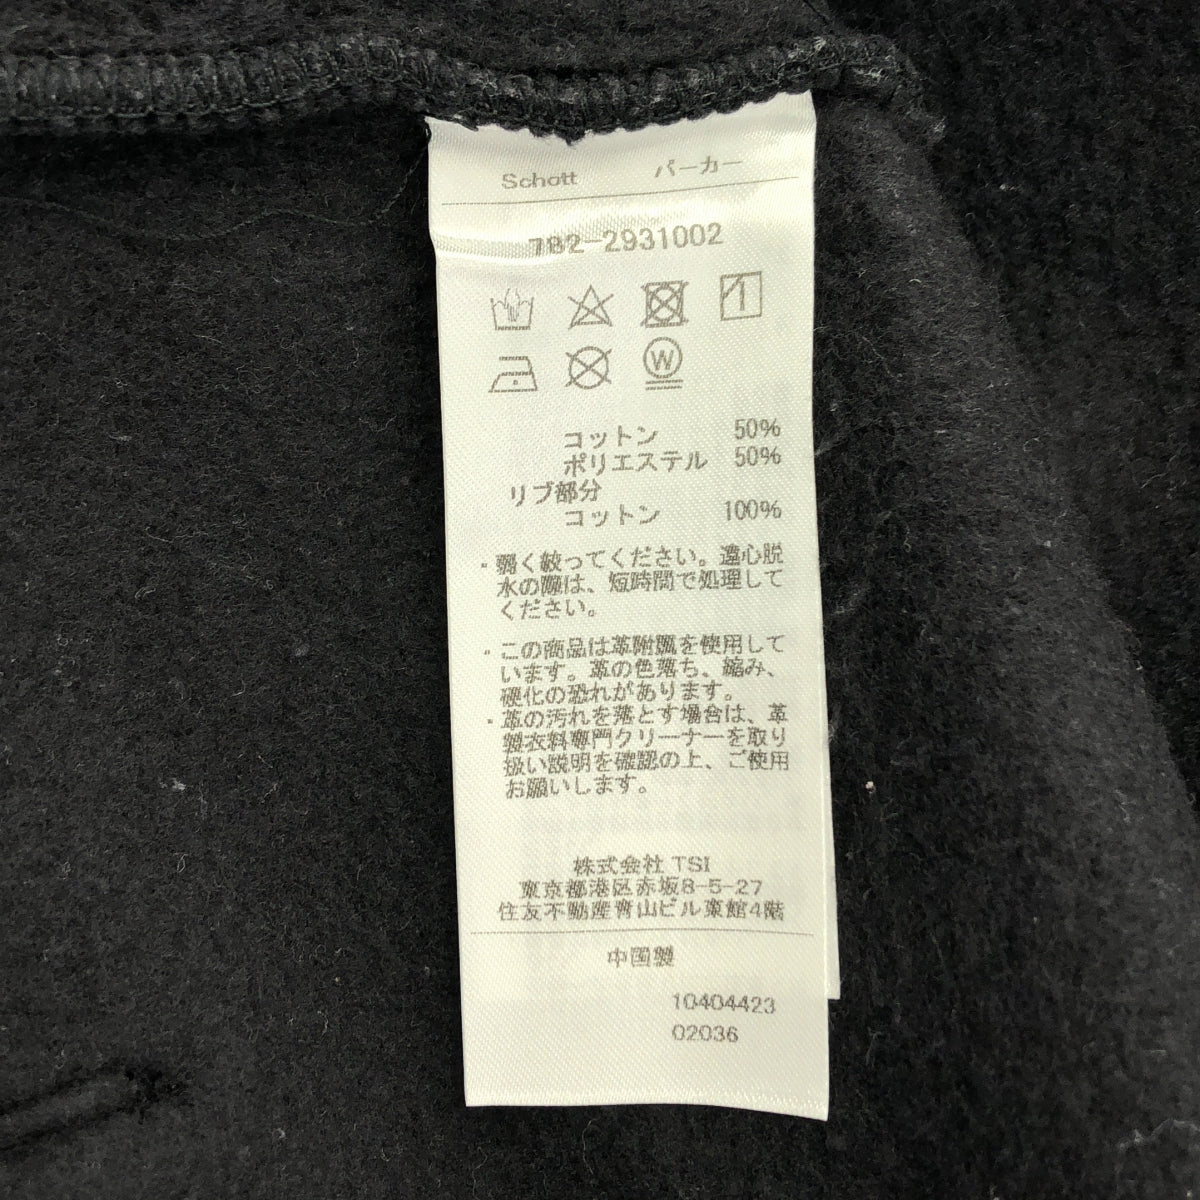 Schott パーカー
782-2931002
W
コットン 50%
ポリエステル 50%
リブ部分
コットン 100%
・弱く絞ってください。遠心脱
水の際は、短時間で処理して
ください。
・この商品は革附属を使用して
います。革の色落ち、縮み、
硬化の恐れがあります。
・革の汚れを落とす場合は、革
製衣料専門クリーナーを取り
扱い説明を確認の上、ご使用
お願いします。
株式会社 TSI
東京都港区赤坂8-5-27
住友不動産青山ビル東館4階
中国製
10404423
02036